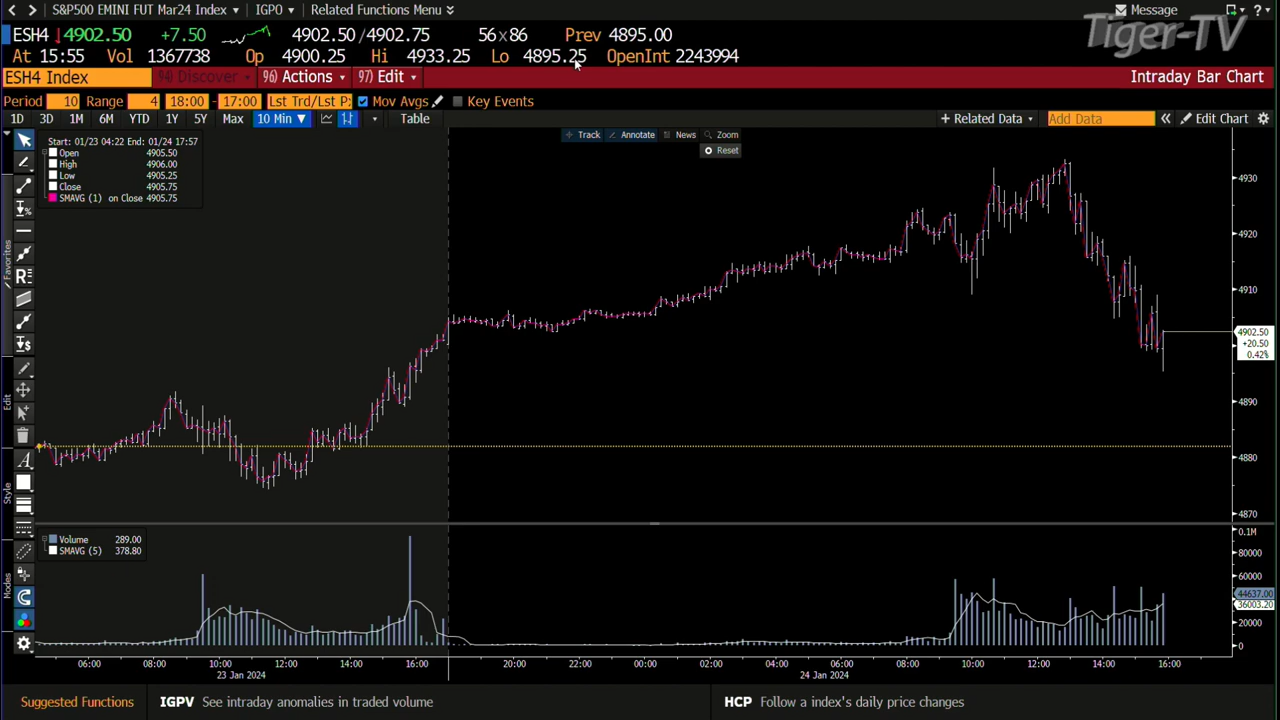 S&P500 EMINI FUT Mar24 Index IGPO Related Functions Menu Message
Tiger-TV
ESH4 4902.50 +7.50 4902.50 / 4902.75 56 x 86 Prev 4895.00
At 15:55 Vol 1367738 Op 4900.25 Hi 4933.25 Lo 4895.25 OpenInt 2243994
ESH4 Index 94) Discover 96) Actions 97) Edit Intraday Bar Chart
Period 10 Range 4 18:00 - 17:00 Lst Trd/Lst P: Mov Avgs Key Events
1D 3D 1M 6M YTD 1Y 5Y Max 10 Min ▼ Table + Related Data Add Data « Edit Chart
Track Annotate News Zoom
Reset
Start: 01/23 04:22 End: 01/24 17:57
Open 4905.50
High 4906.00
Low 4905.25
Close 4905.75
SMAVG (1) on Close 4905.75
4930
4920
4910
4902.50
+20.50
0.42%
4890
4880
4870
Favorites
Edit
Style
Modes
Volume 289.00
SMAVG (5) 378.80
0.1M
80000
60000
44637.00
36003.20
20000
0
06:00 08:00 10:00 12:00 14:00 16:00 20:00 22:00 00:00 02:00 04:00 06:00 08:00 10:00 12:00 14:00 16:00
23 Jan 2024 24 Jan 2024
Suggested Functions IGPV See intraday anomalies in traded volume HCP Follow a index's daily price changes